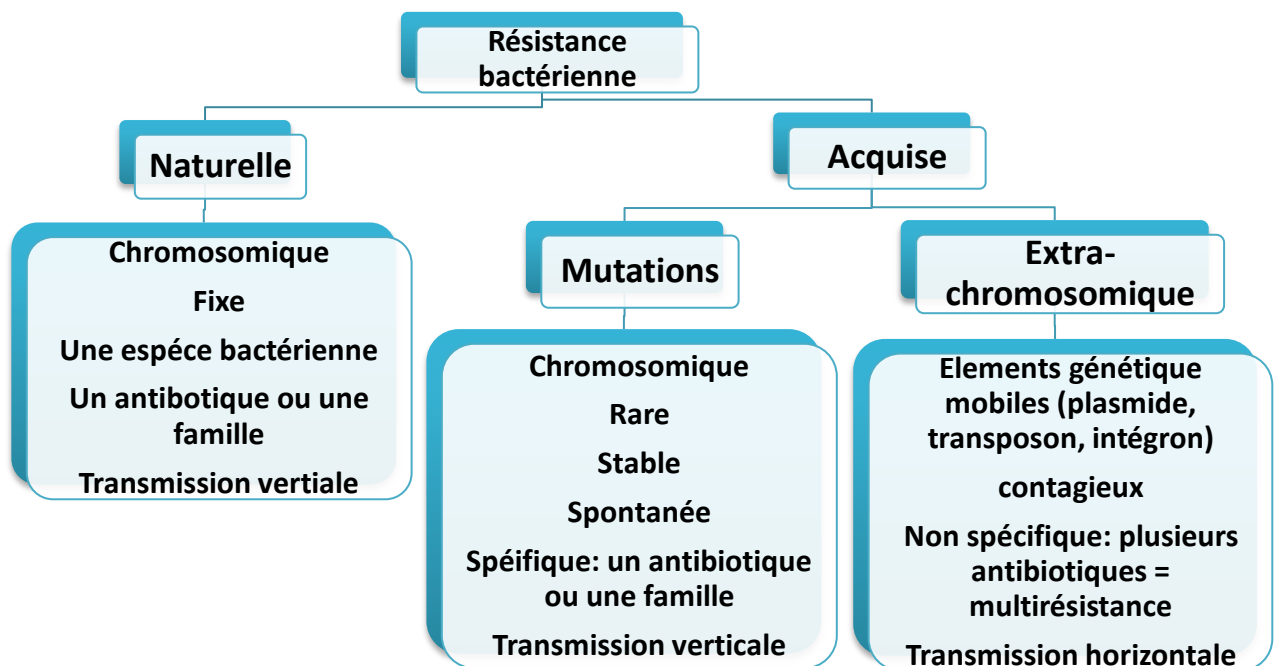 Résistance
bactérienne
Naturelle
Acquise
Chromosomique
Fixe
Une espéce bactérienne
Un antibotique ou une
famille
Transmission vertiale
Mutations
Chromosomique
Rare
Stable
Spontanée
Spéifique: un antibiotique
ou une famille
Transmission verticale
Extra-
chromosomique
Elements génétique
mobiles (plasmide,
transposon, intégron)
contagieux
Non spécifique: plusieurs
antibiotiques =
multirésistance
Transmission horizontale